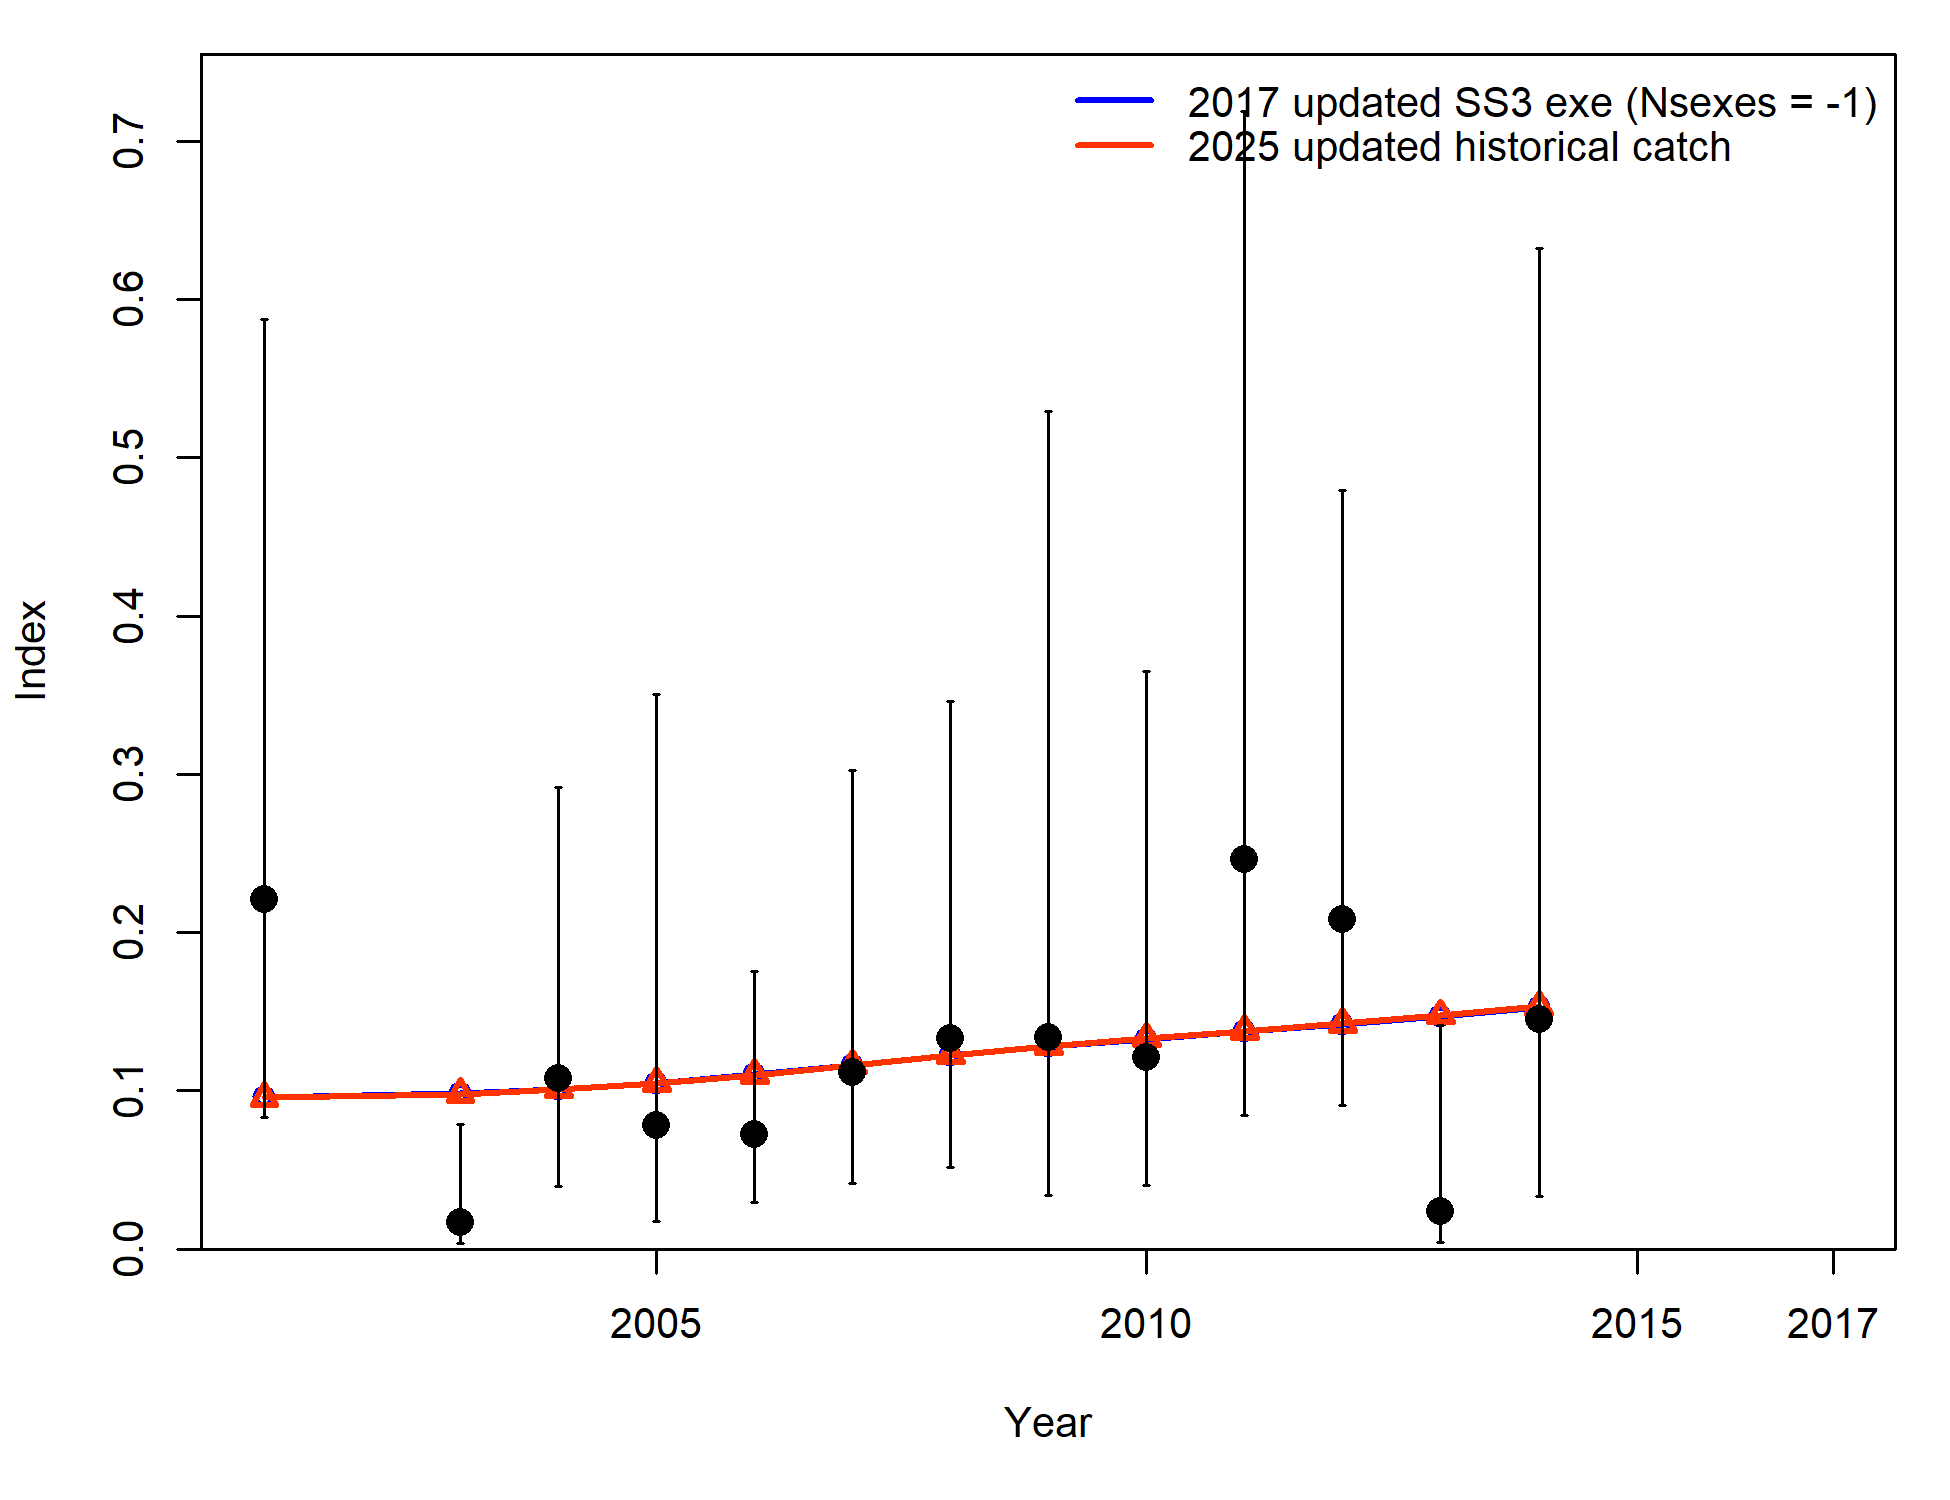 2017 updated SS3 exe (Nsexes = -1)
2025 updated historical catch
0.7
0.6
0.5
0.4
0.3
0.2
0.1
0.0
Index
2005 2010 2015 2017
Year